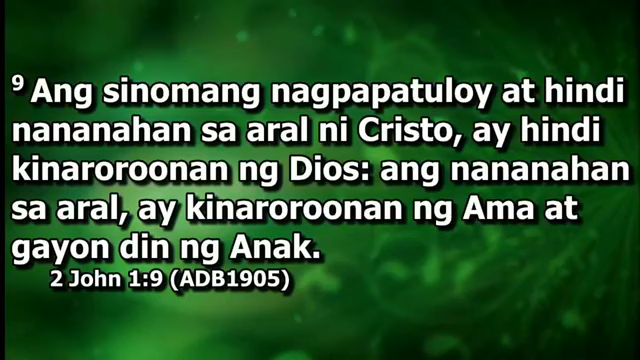 9 Ang sinomang nagpapatuloy at hindi
nananahan sa aral ni Cristo, ay hindi
kinaroroonan ng Dios: ang nananahan
sa aral, ay kinaroroonan ng Ama at
gayon din ng Anak.
2 John 1:9 (ADB1905)